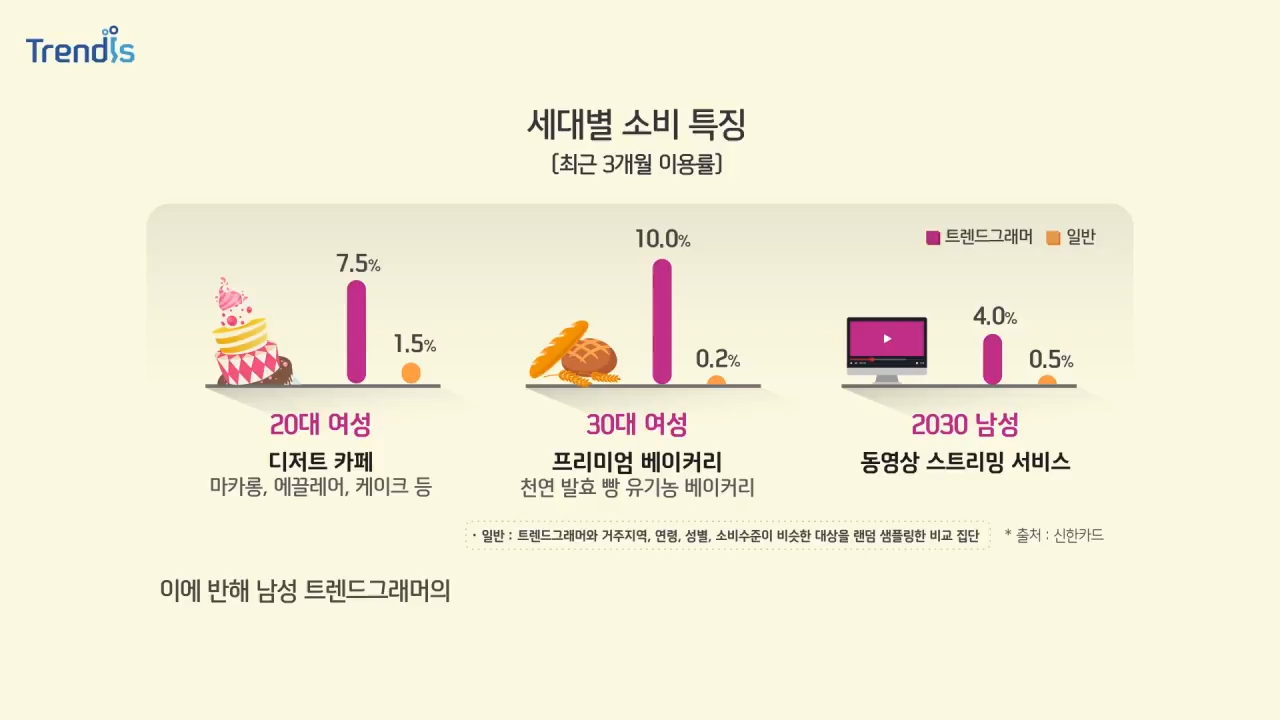 Trendis
세대별 소비 특징
[최근 3개월 이용률]
트렌드그래머 일반
7.5% 1.5%
10.0% 0.2%
4.0% 0.5%
20대 여성
디저트 카페
마카롱, 에끌레어, 케이크 등
30대 여성
프리미엄 베이커리
천연 발효 빵 유기농 베이커리
2030 남성
동영상 스트리밍 서비스
· 일반 : 트렌드그래머와 거주지역, 연령, 성별, 소비수준이 비슷한 대상을 랜덤 샘플링한 비교 집단
* 출처 : 신한카드
이에 반해 남성 트렌드그래머의